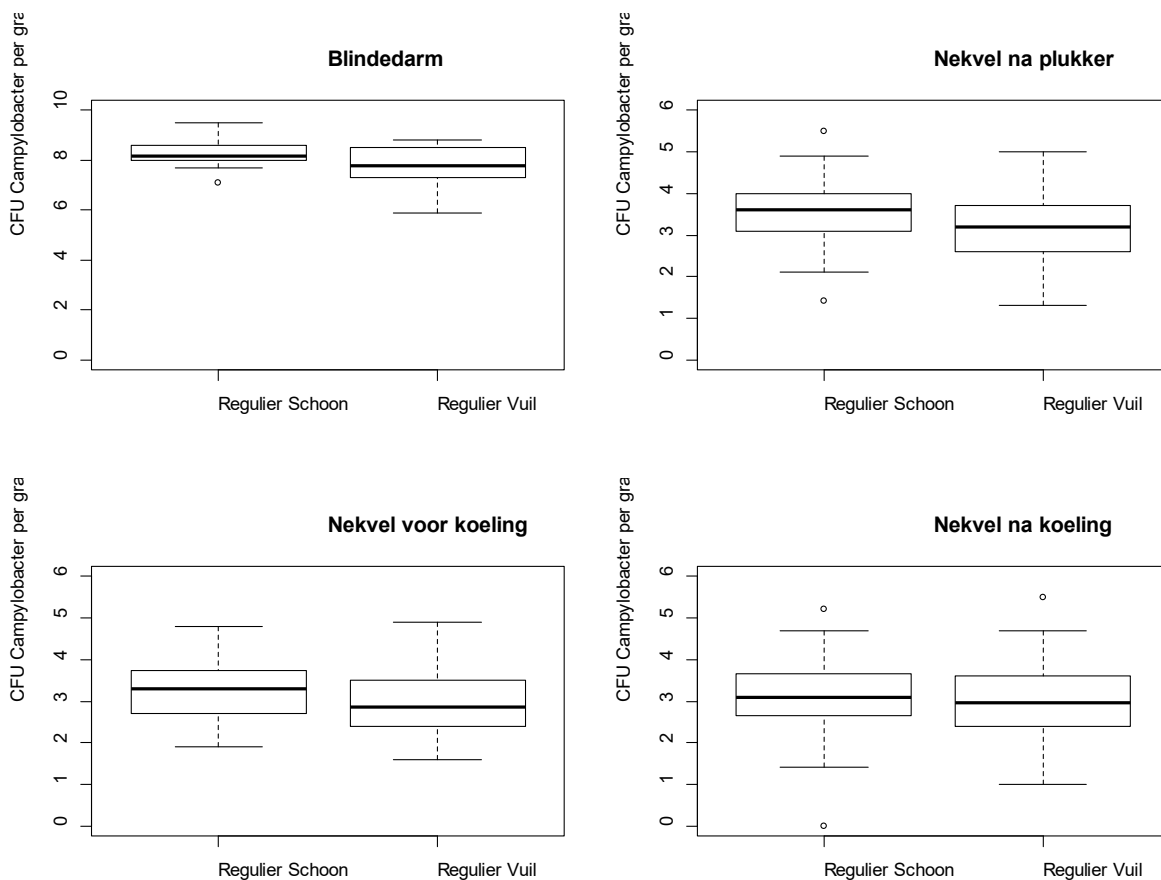 Blindedarm
CFU Campylobacter per gra
10
8
6
4
2
0
Regulier Schoon
Regulier Vuil
Nekvel na plukker
CFU Campylobacter per gra
6
5
4
3
2
1
0
Regulier Schoon
Regulier Vuil
Nekvel voor koeling
CFU Campylobacter per gra
6
5
4
3
2
1
0
Regulier Schoon
Regulier Vuil
Nekvel na koeling
CFU Campylobacter per gra
6
5
4
3
2
1
0
Regulier Schoon
Regulier Vuil